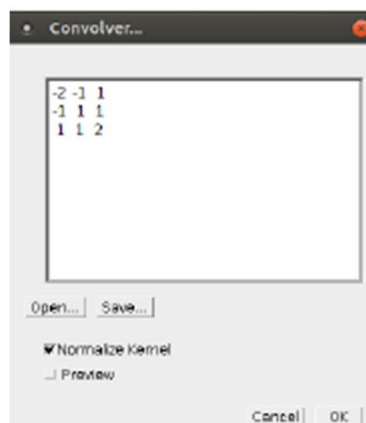 Convolver...
-2 -1 1
-1 1 1
1 1 2
Open... Save...
Normalize Kernel
Preview
Cancel OK